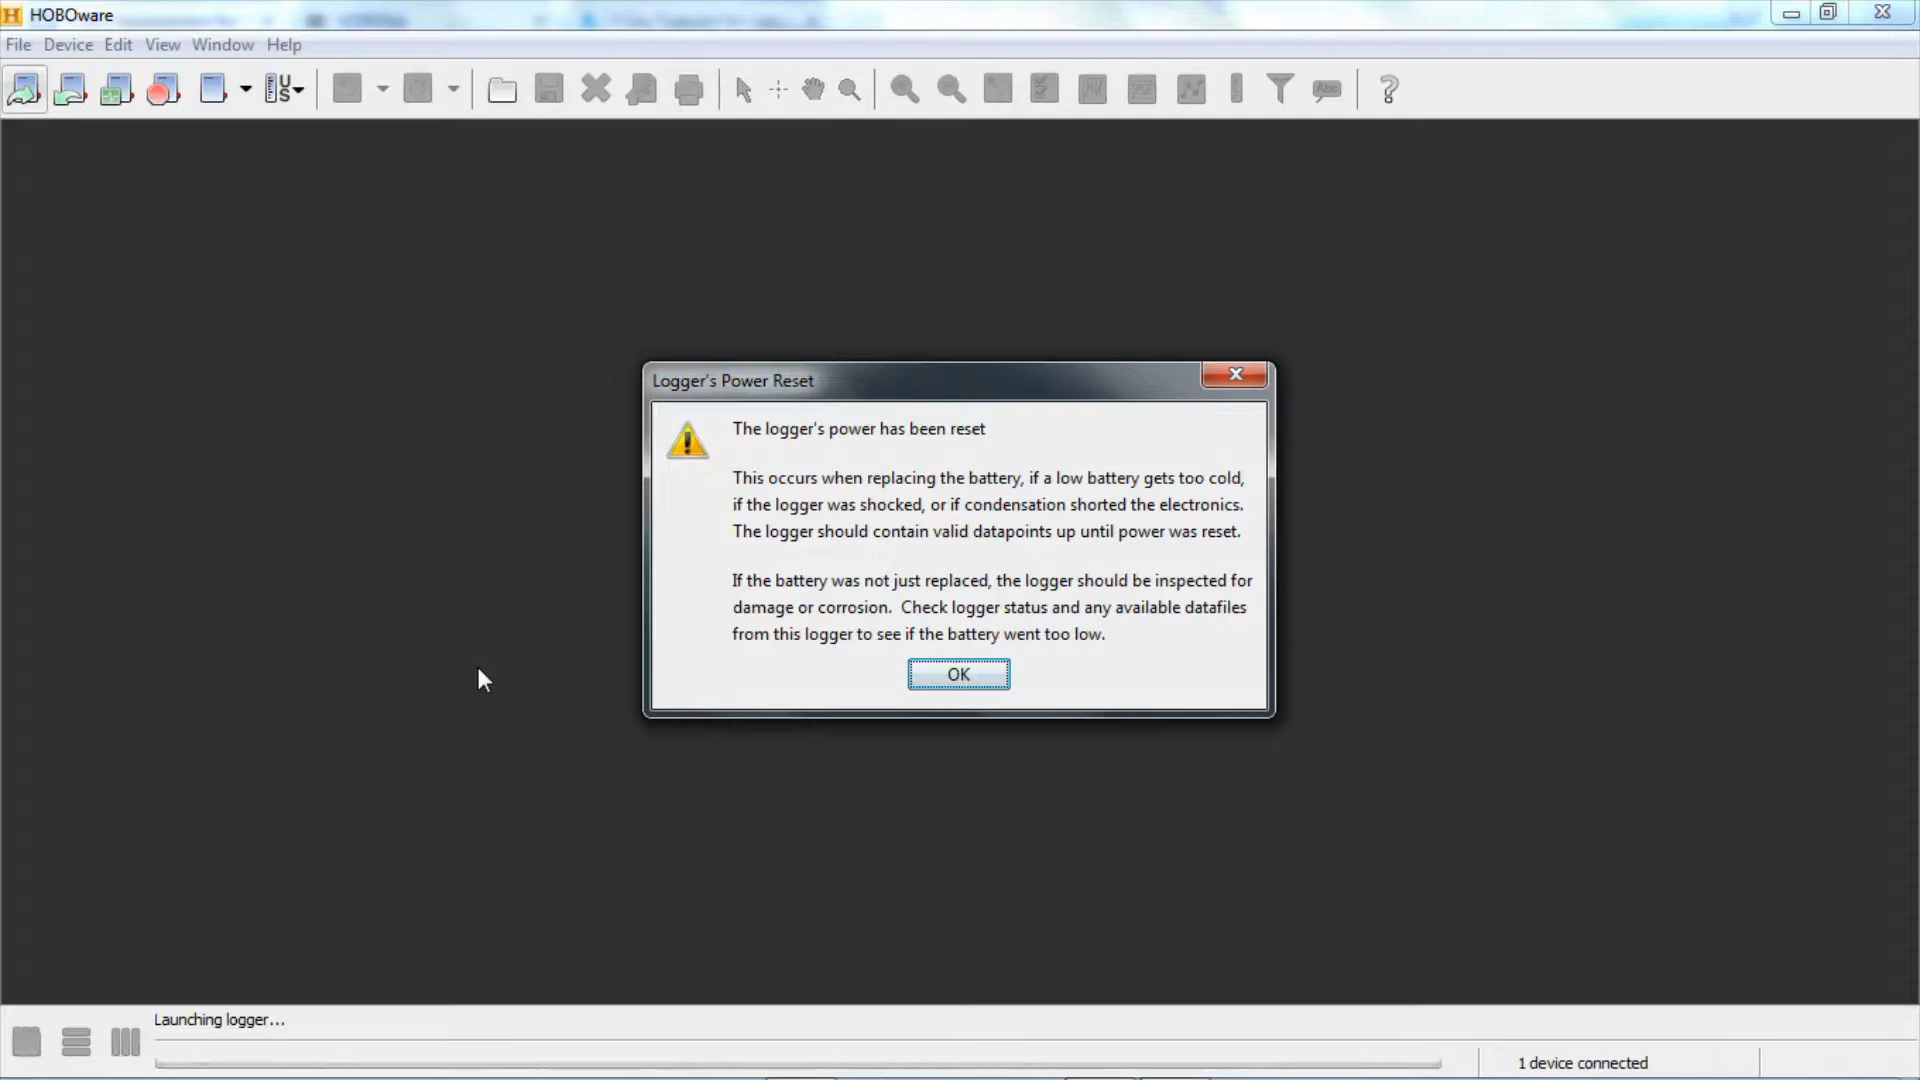 HOBOware
File Device Edit View Window Help
U
S
Abc
?
Logger's Power Reset
The logger's power has been reset
This occurs when replacing the battery, if a low battery gets too cold,
if the logger was shocked, or if condensation shorted the electronics.
The logger should contain valid datapoints up until power was reset.
If the battery was not just replaced, the logger should be inspected for
damage or corrosion.  Check logger status and any available datafiles
from this logger to see if the battery went too low.
OK
Launching logger...
1 device connected